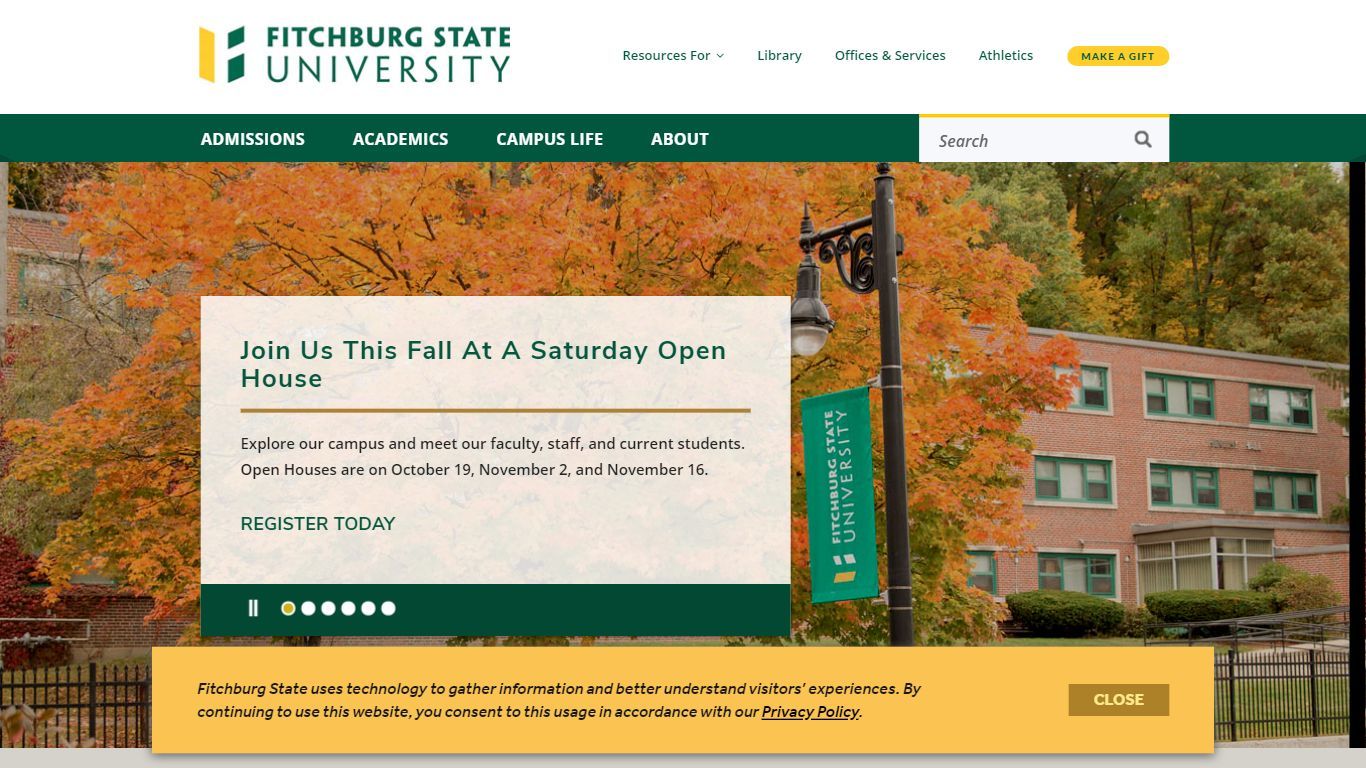 FITCHBURG STATE
UNIVERSITY
Resources For
Library
Offices & Services
Athletics
MAKE A GIFT
ADMISSIONS
ACADEMICS
CAMPUS LIFE
ABOUT
Search
Join Us This Fall At A Saturday Open
House
Explore our campus and meet our faculty, staff, and current students.
Open Houses are on October 19, November 2, and November 16.
REGISTER TODAY
FITCHBURG STATE
UNIVERSITY
Fitchburg State uses technology to gather information and better understand visitors' experiences. By
continuing to use this website, you consent to this usage in accordance with our Privacy Policy.
CLOSE